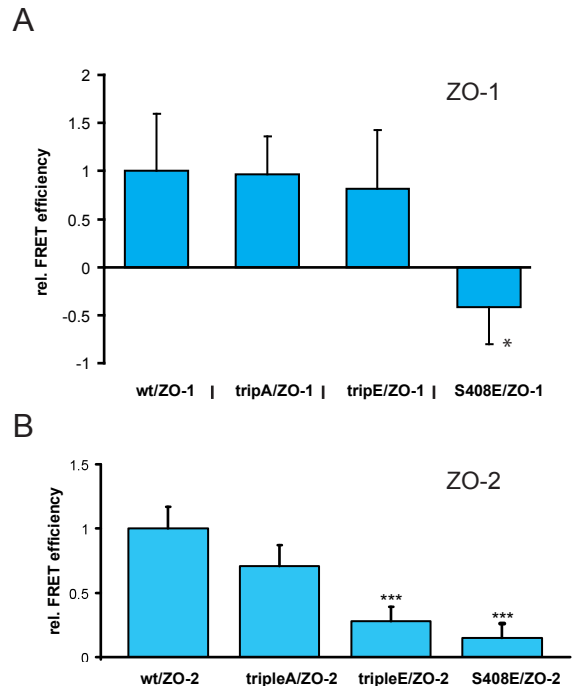 A
ZO-1
rel. FRET efficiency
2
1.5
1
0.5
0
-0.5
-1
*
wt/ZO-1 | tripA/ZO-1 | tripE/ZO-1 | S408E/ZO-1
B
ZO-2
rel. FRET efficiency
1.5
1
0.5
0
*** ***
wt/ZO-2 tripleA/ZO-2 tripleE/ZO-2 S408E/ZO-2